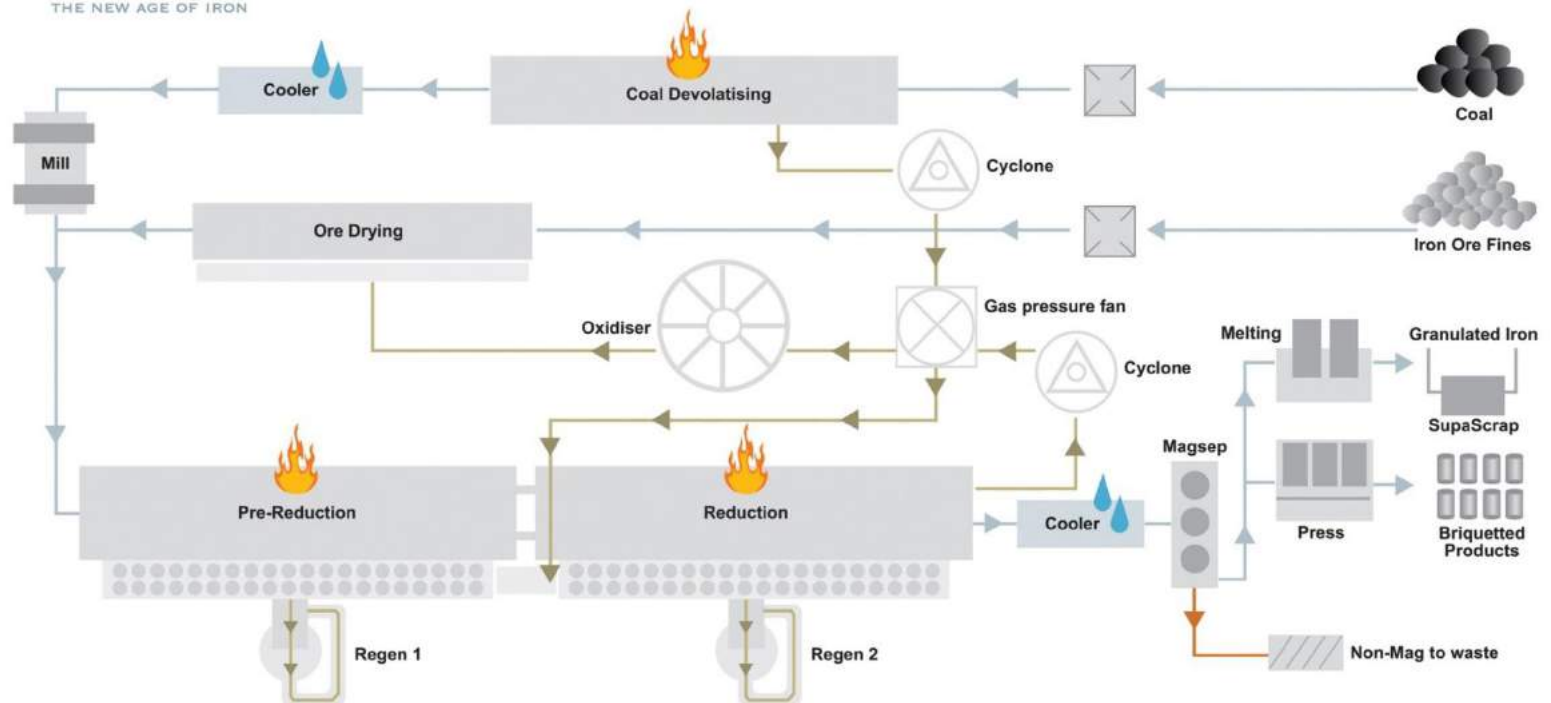 THE NEW AGE OF IRON
Cooler
Coal Devolatising
Coal
Mill
Cyclone
Ore Drying
Iron Ore Fines
Gas pressure fan
Oxidiser
Melting
Granulated Iron
Cyclone
SupaScrap
Magsep
Pre-Reduction
Reduction
Cooler
Press
Briquetted
Products
Regen 1
Regen 2
Non-Mag to waste